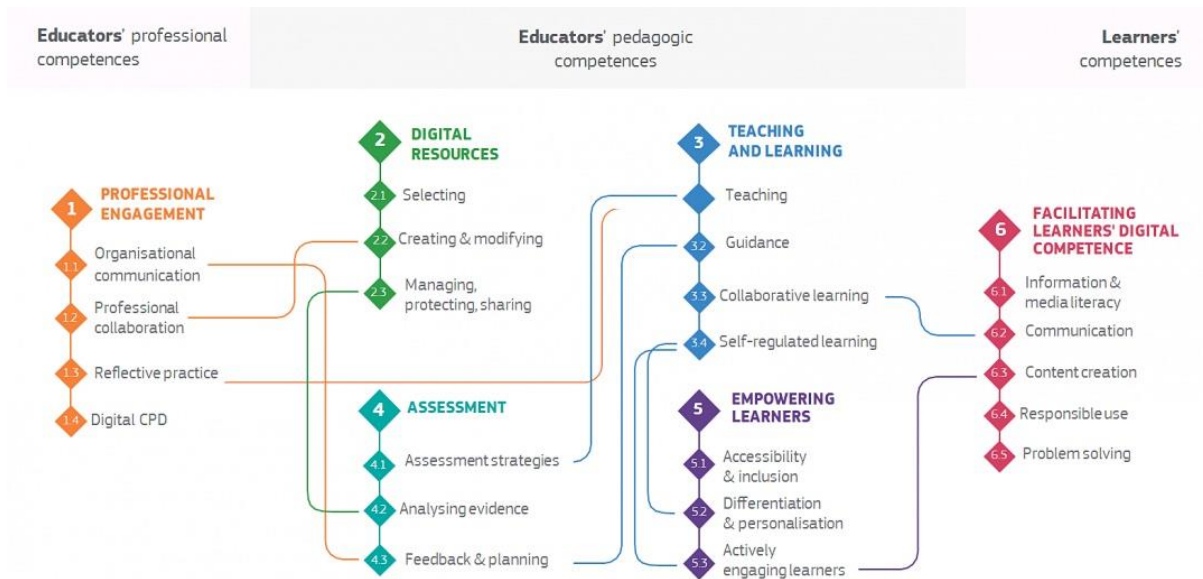 Educators' professional
competences
Educators' pedagogic
competences
Learners'
competences
1
PROFESSIONAL
ENGAGEMENT
1.1
Organisational
communication
1.2
Professional
collaboration
1.3
Reflective practice
1.4
Digital CPD
2
DIGITAL
RESOURCES
2.1
Selecting
2.2
Creating & modifying
2.3
Managing,
protecting, sharing
3
TEACHING
AND LEARNING
Teaching
3.2
Guidance
3.3
Collaborative learning
3.4
Self-regulated learning
4
ASSESSMENT
4.1
Assessment strategies
4.2
Analysing evidence
4.3
Feedback & planning
5
EMPOWERING
LEARNERS
5.1
Accessibility
& inclusion
5.2
Differentiation
& personalisation
5.3
Actively
engaging learners
6
FACILITATING
LEARNERS' DIGITAL
COMPETENCE
6.1
Information &
media literacy
6.2
Communication
6.3
Content creation
6.4
Responsible use
6.5
Problem solving